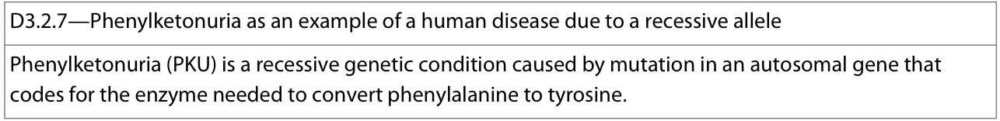 D3.2.7—Phenylketonuria as an example of a human disease due to a recessive allele
Phenylketonuria (PKU) is a recessive genetic condition caused by mutation in an autosomal gene that
codes for the enzyme needed to convert phenylalanine to tyrosine.